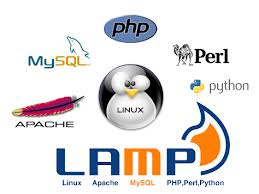 php
MySQL
Perl
python
LINUX
APACHE
LAMP
Linux Apache MySQL PHP,Perl,Python